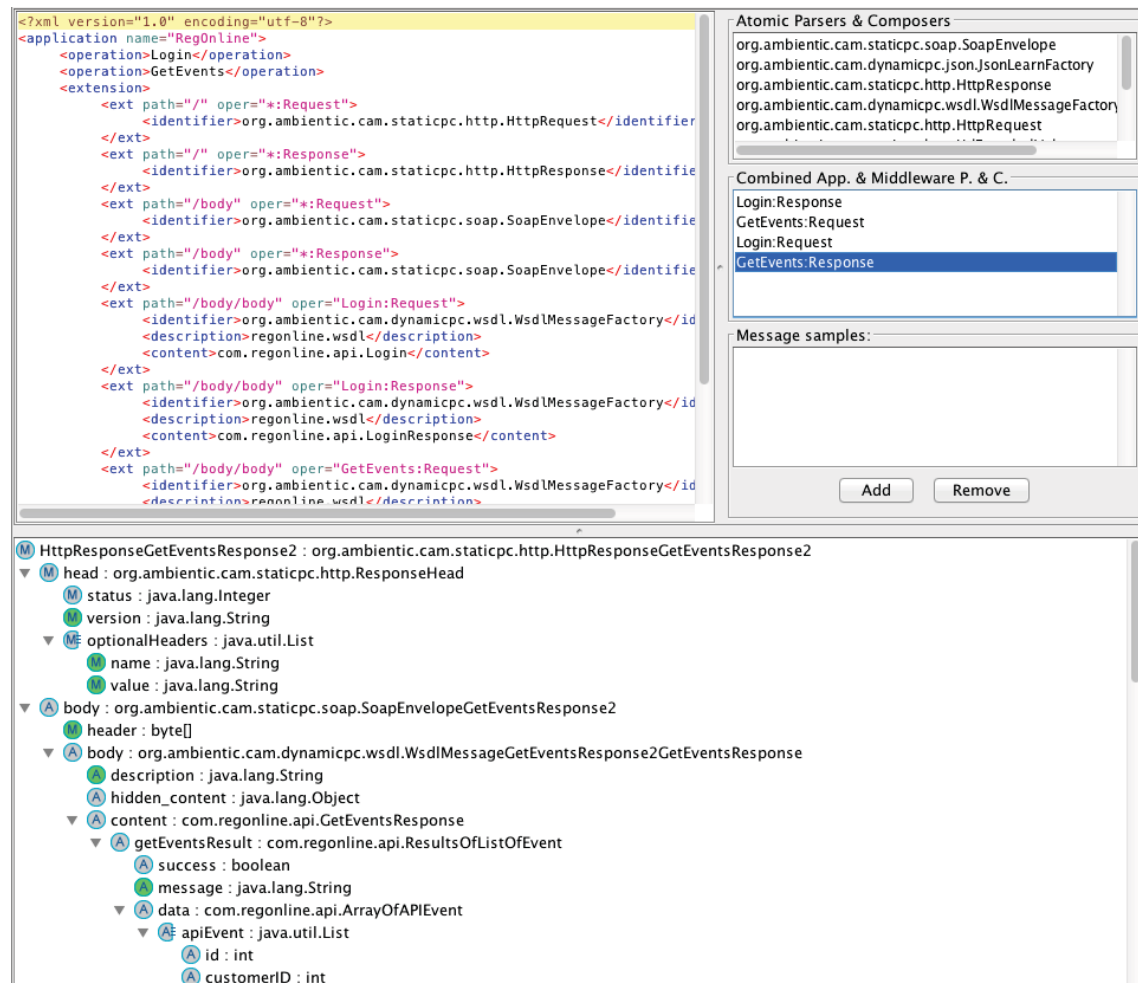 <?xml version="1.0" encoding="utf-8"?>
<application name="RegOnline">
<operation>Login</operation>
<operation>GetEvents</operation>
<extension>
<ext path="/" oper="*:Request">
<identifier>org.ambientic.cam.staticpc.http.HttpRequest</identifier
</ext>
<ext path="/" oper="*:Response">
<identifier>org.ambientic.cam.staticpc.http.HttpResponse</identifie
</ext>
<ext path="/body" oper="*:Request">
<identifier>org.ambientic.cam.staticpc.soap.SoapEnvelope</identifie
</ext>
<ext path="/body" oper="*:Response">
<identifier>org.ambientic.cam.staticpc.soap.SoapEnvelope</identifie
</ext>
<ext path="/body/body" oper="Login:Request">
<identifier>org.ambientic.cam.dynamicpc.wsdl.WsdlMessageFactory</id
<description>regonline.wsdl</description>
<content>com.regonline.api.Login</content>
</ext>
<ext path="/body/body" oper="Login:Response">
<identifier>org.ambientic.cam.dynamicpc.wsdl.WsdlMessageFactory</id
<description>regonline.wsdl</description>
<content>com.regonline.api.LoginResponse</content>
</ext>
<ext path="/body/body" oper="GetEvents:Request">
<identifier>org.ambientic.cam.dynamicpc.wsdl.WsdlMessageFactory</id
<description>regonline.wsdl</description>
Atomic Parsers & Composers
org.ambientic.cam.staticpc.soap.SoapEnvelope
org.ambientic.cam.dynamicpc.json.JsonLearnFactory
org.ambientic.cam.staticpc.http.HttpResponse
org.ambientic.cam.dynamicpc.wsdl.WsdlMessageFactory
org.ambientic.cam.staticpc.http.HttpRequest
Combined App. & Middleware P. & C.
Login:Response
GetEvents:Request
Login:Request
GetEvents:Response
Message samples:
Add Remove
M HttpResponseGetEventsResponse2 : org.ambientic.cam.staticpc.http.HttpResponseGetEventsResponse2
M head : org.ambientic.cam.staticpc.http.ResponseHead
M status : java.lang.Integer
M version : java.lang.String
M optionalHeaders : java.util.List
M name : java.lang.String
M value : java.lang.String
A body : org.ambientic.cam.staticpc.soap.SoapEnvelopeGetEventsResponse2
M header : byte[]
A body : org.ambientic.cam.dynamicpc.wsdl.WsdlMessageGetEventsResponse2GetEventsResponse
A description : java.lang.String
A hidden_content : java.lang.Object
A content : com.regonline.api.GetEventsResponse
A getEventsResult : com.regonline.api.ResultsOfListOfEvent
A success : boolean
A message : java.lang.String
A data : com.regonline.api.ArrayOfAPIEvent
A apiEvent : java.util.List
A id : int
A customerID : int